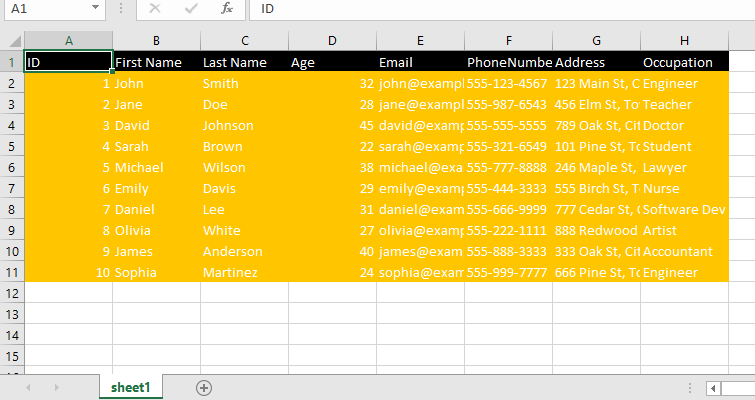 A1 fx ID
A B C D E F G H
1 ID First Name Last Name Age Email PhoneNumbe Address Occupation
2 1 John Smith 32 john@exampl 555-123-4567 123 Main St, C Engineer
3 2 Jane Doe 28 jane@examp 555-987-6543 456 Elm St, To Teacher
4 3 David Johnson 45 david@examp 555-555-5555 789 Oak St, Cit Doctor
5 4 Sarah Brown 22 sarah@examp 555-321-6549 101 Pine St, To Student
6 5 Michael Wilson 38 michael@exa 555-777-8888 246 Maple St, Lawyer
7 6 Emily Davis 29 emily@examp 555-444-3333 555 Birch St, T Nurse
8 7 Daniel Lee 31 daniel@exam 555-666-9999 777 Cedar St, Software Dev
9 8 Olivia White 27 olivia@examp 555-222-1111 888 Redwood Artist
10 9 James Anderson 40 james@exam 555-888-3333 333 Oak St, Cit Accountant
11 10 Sophia Martinez 24 sophia@exam 555-999-7777 666 Pine St, To Engineer
12
13
14
15
sheet1